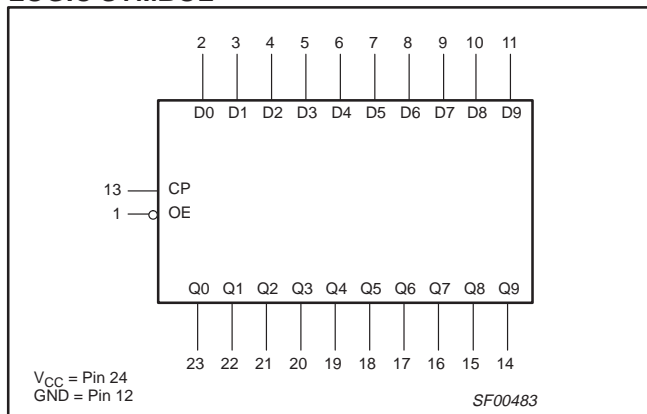 2 3 4 5 6 7 8 9 10 11
D0 D1 D2 D3 D4 D5 D6 D7 D8 D9
13 CP
1 OE
Q0 Q1 Q2 Q3 Q4 Q5 Q6 Q7 Q8 Q9
23 22 21 20 19 18 17 16 15 14
VCC = Pin 24
GND = Pin 12
SF00483